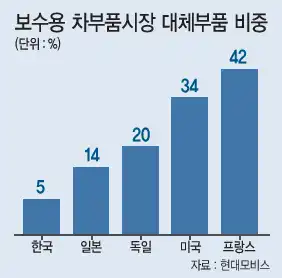 보수용 차부품시장 대체부품 비중
(단위 : %)
5
14
20
34
42
한국 일본 독일 미국 프랑스
자료 : 현대모비스